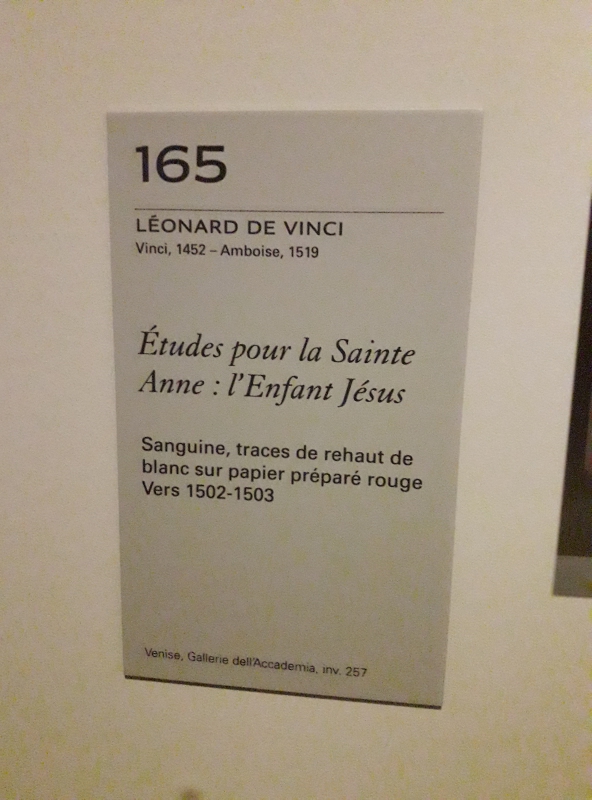 165
LÉONARD DE VINCI
Vinci, 1452 – Amboise, 1519
Études pour la Sainte
Anne : l'Enfant Jésus
Sanguine, traces de rehaut de
blanc sur papier préparé rouge
Vers 1502-1503
Venise, Gallerie dell'Accademia, inv. 257